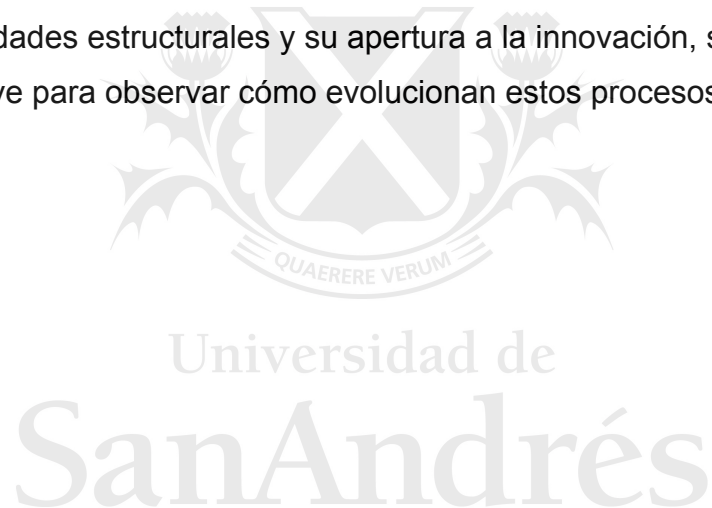 dades estructurales y su apertura a la innovación, s
ve para observar cómo evolucionan estos procesos
QUAERERE VERUM
Universidad de
SanAndrés